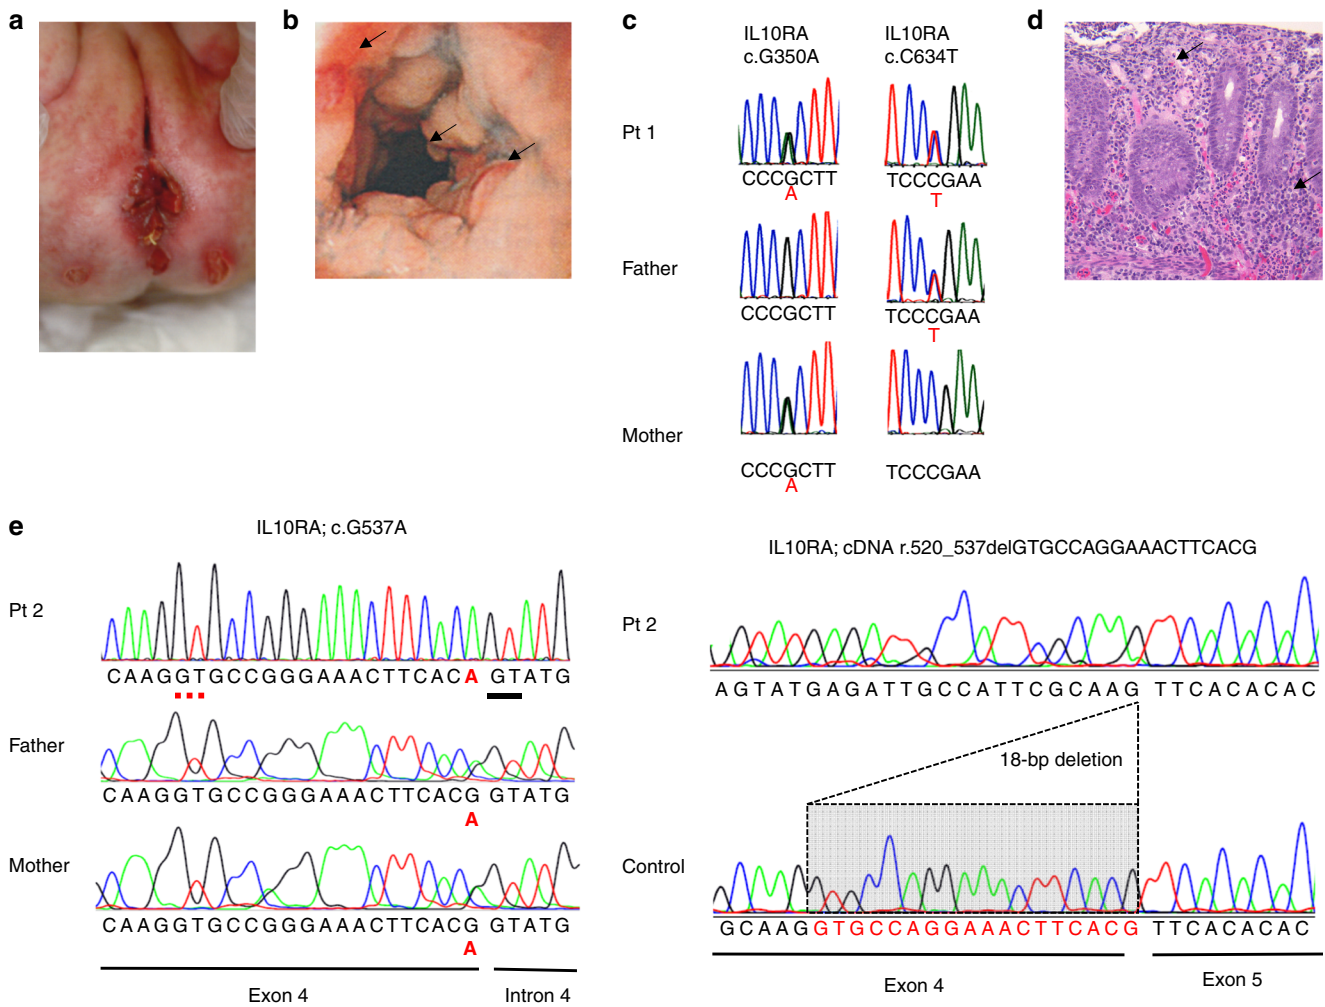 a
b
c
d
IL10RA
c.G350A
IL10RA
c.C634T
Pt 1
CCCGCTT
A
TCCCGAA
T
Father
CCCGCTT
TCCCGAA
T
Mother
CCCGCTT
A
TCCCGAA
e
IL10RA; c.G537A
Pt 2
CAAGGTGCCGGGAAACTTCACA GTATG
Father
CAAGGTGCCGGGAAACTTCACG GTATG
A
Mother
CAAGGTGCCGGGAAACTTCACG GTATG
A
Exon 4
Intron 4
IL10RA; cDNA r.520_537delGTGCCAGGAAACTTCACG
Pt 2
AGTATGAGATTGCCATTCGCAAG TTCACACAC
18-bp deletion
Control
GCAAGGTGCCAGGAAACTTCACG TTCACACAC
Exon 4
Exon 5